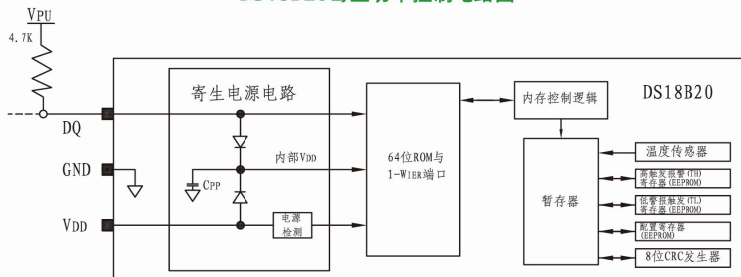 VPU
4.7K
DQ
GND
VDD
寄生电源电路
内部VDD
CPP
电源
检测
64位ROM与
1-WIER端口
内存控制逻辑
DS18B20
暂存器
温度传感器
高触发报警(TH)
寄存器(EEPROM)
低警报触发(TL)
寄存器(EEPROM)
配置寄存器
(EEPROM)
8位CRC发生器